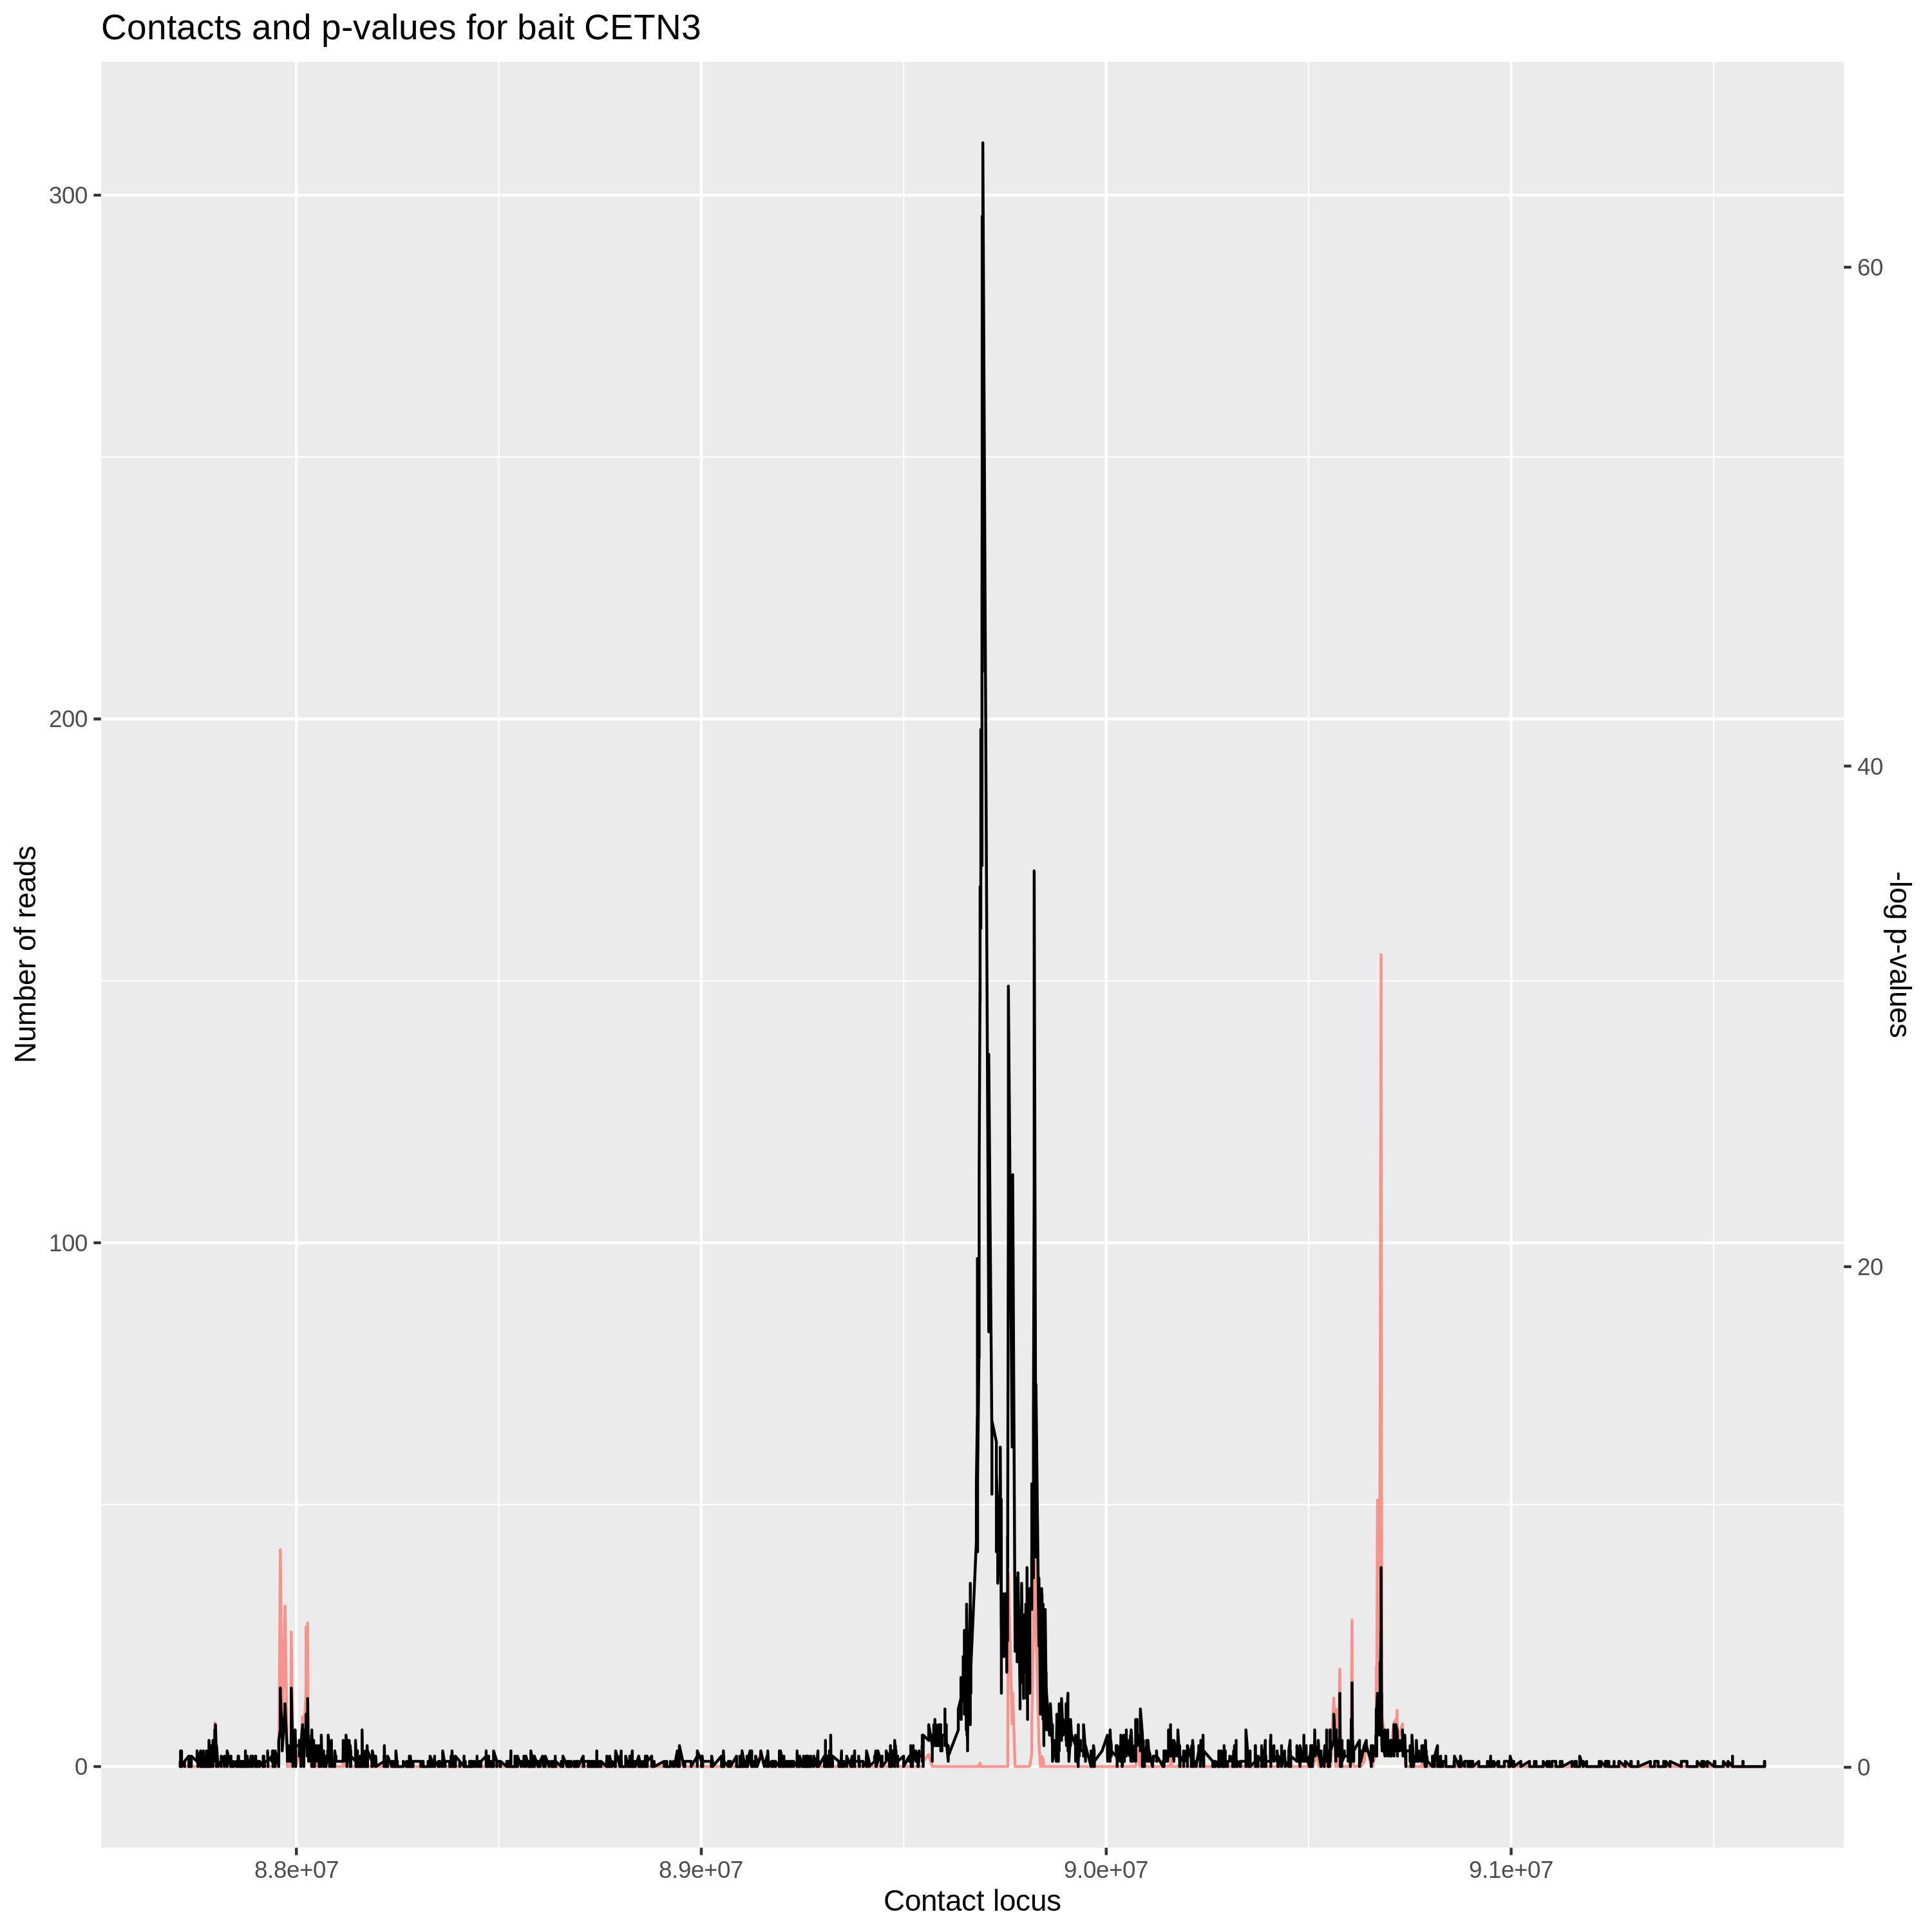 Contacts and p-values for bait CETN3
300
200
100
0
60
40
20
0
Number of reads
-log p-values
8.8e+07
8.9e+07
9.0e+07
9.1e+07
Contact locus